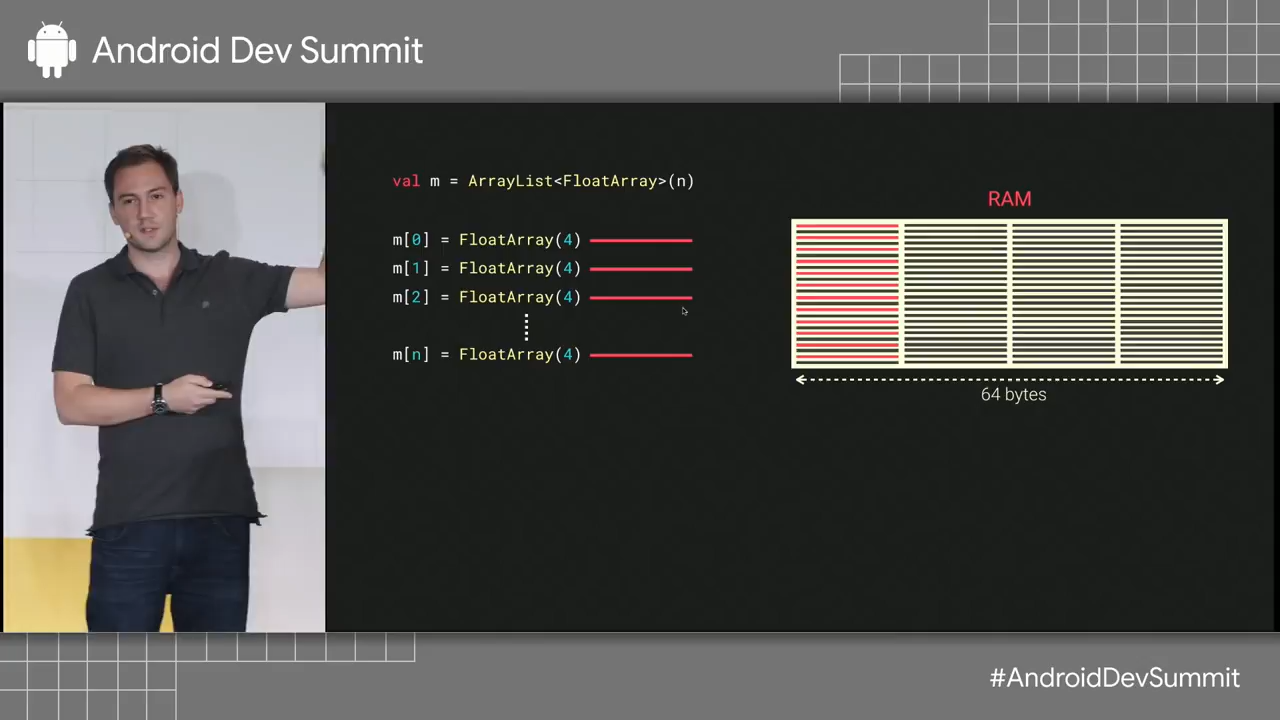 Android Dev Summit
val m = ArrayList<FloatArray>(n)
m[0] = FloatArray(4)
m[1] = FloatArray(4)
m[2] = FloatArray(4)
m[n] = FloatArray(4)
RAM
64 bytes
#AndroidDevSummit